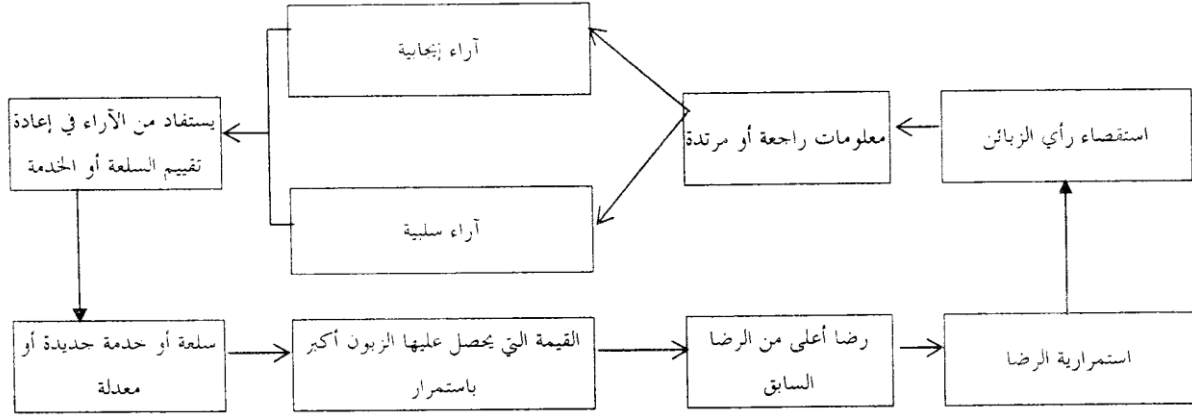 استقصاء رأي الزبائن
معلومات راجعة أو مرتدة
آراء إيجابية
آراء سلبية
يستفاد من الآراء في إعادة
تقييم السلعة أو الخدمة
سلعة أو خدمة جديدة أو
معدلة
القيمة التي يحصل عليها الزبون أكبر
باستمرار
رضا أعلى من الرضا
السابق
استمرارية الرضا